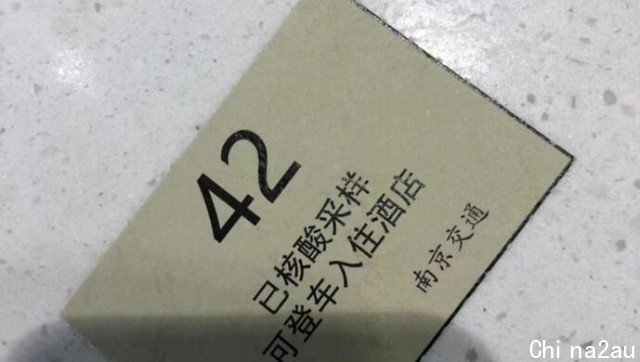 42
已核酸采样
可登车入住酒店
南京交通
Chi na2au